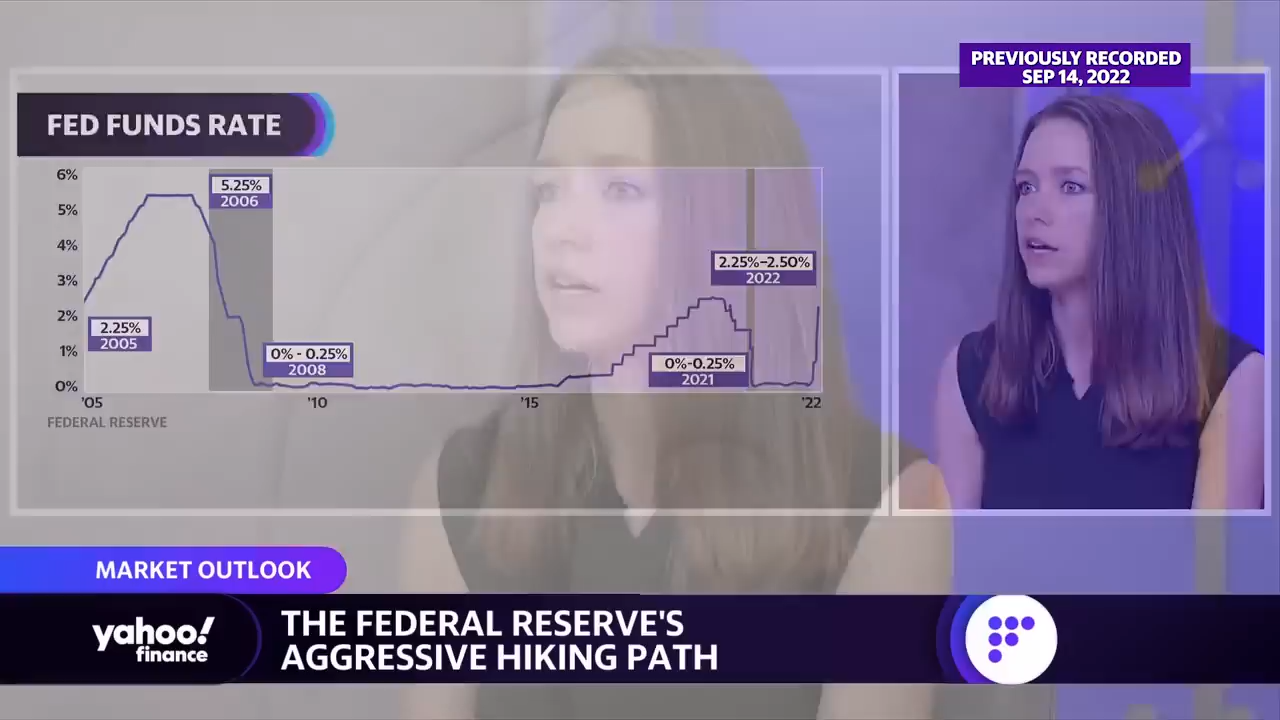 PREVIOUSLY RECORDED
SEP 14, 2022
FED FUNDS RATE
6%
5%
4%
3%
2%
1%
0%
5.25%
2006
2.25%
2005
0% - 0.25%
2008
2.25%–2.50%
2022
0%-0.25%
2021
'05
'10
'15
'22
FEDERAL RESERVE
MARKET OUTLOOK
yahoo!
finance
THE FEDERAL RESERVE'S
AGGRESSIVE HIKING PATH